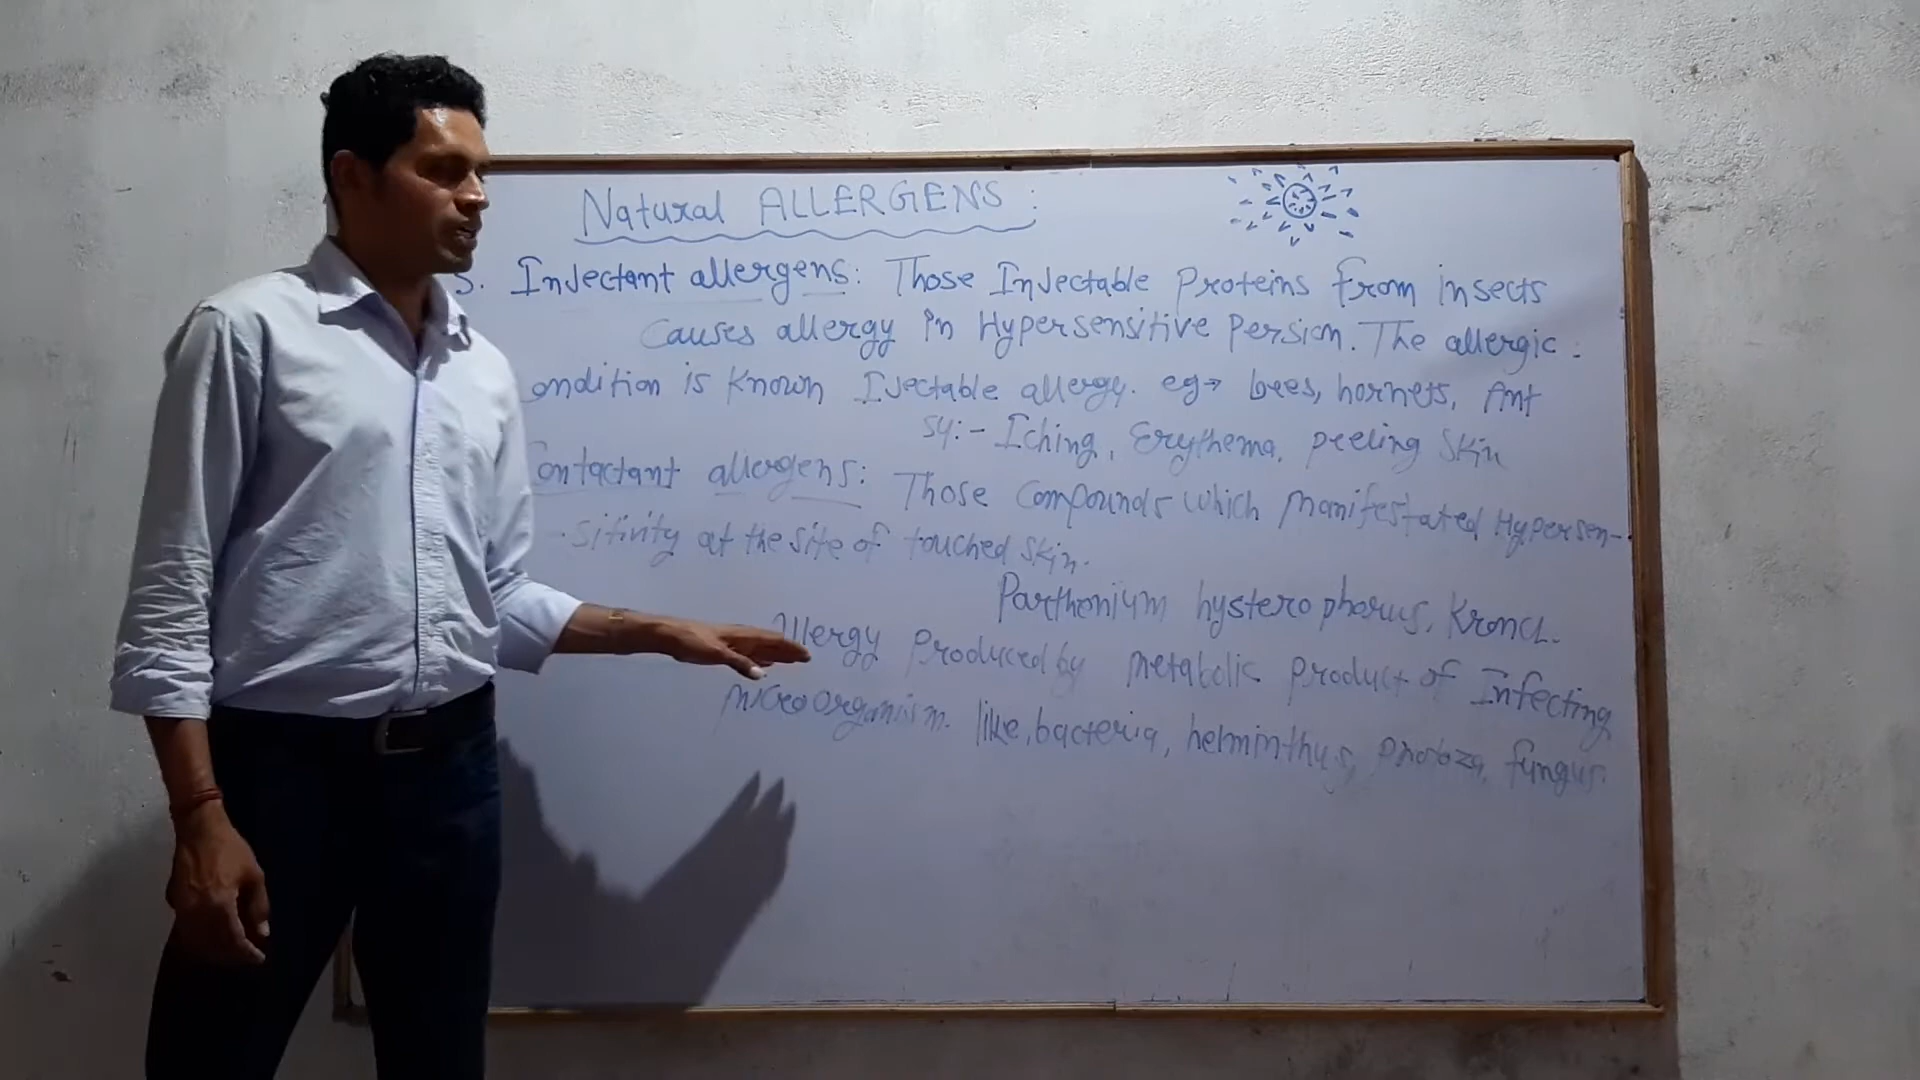 Natural ALLERGENS:
5. Injectant allergens: Those Injectable Proteins from insects
causes allergy in Hypersensitive Persion. The allergic
ondition is Known Ijectable allergy. eg→ bees, hornets, Ant
Sy:- Iching, Erythema, peeling skin
ontactant allergens: Those Compounds which manifestated Hypersen-
-sitivity at the site of touched skin.
Parthonium hysterophorus,
allergy Produced by metabolic product of Infecting
microorganism. like, bacteria, helminthus, protoza, fungus.